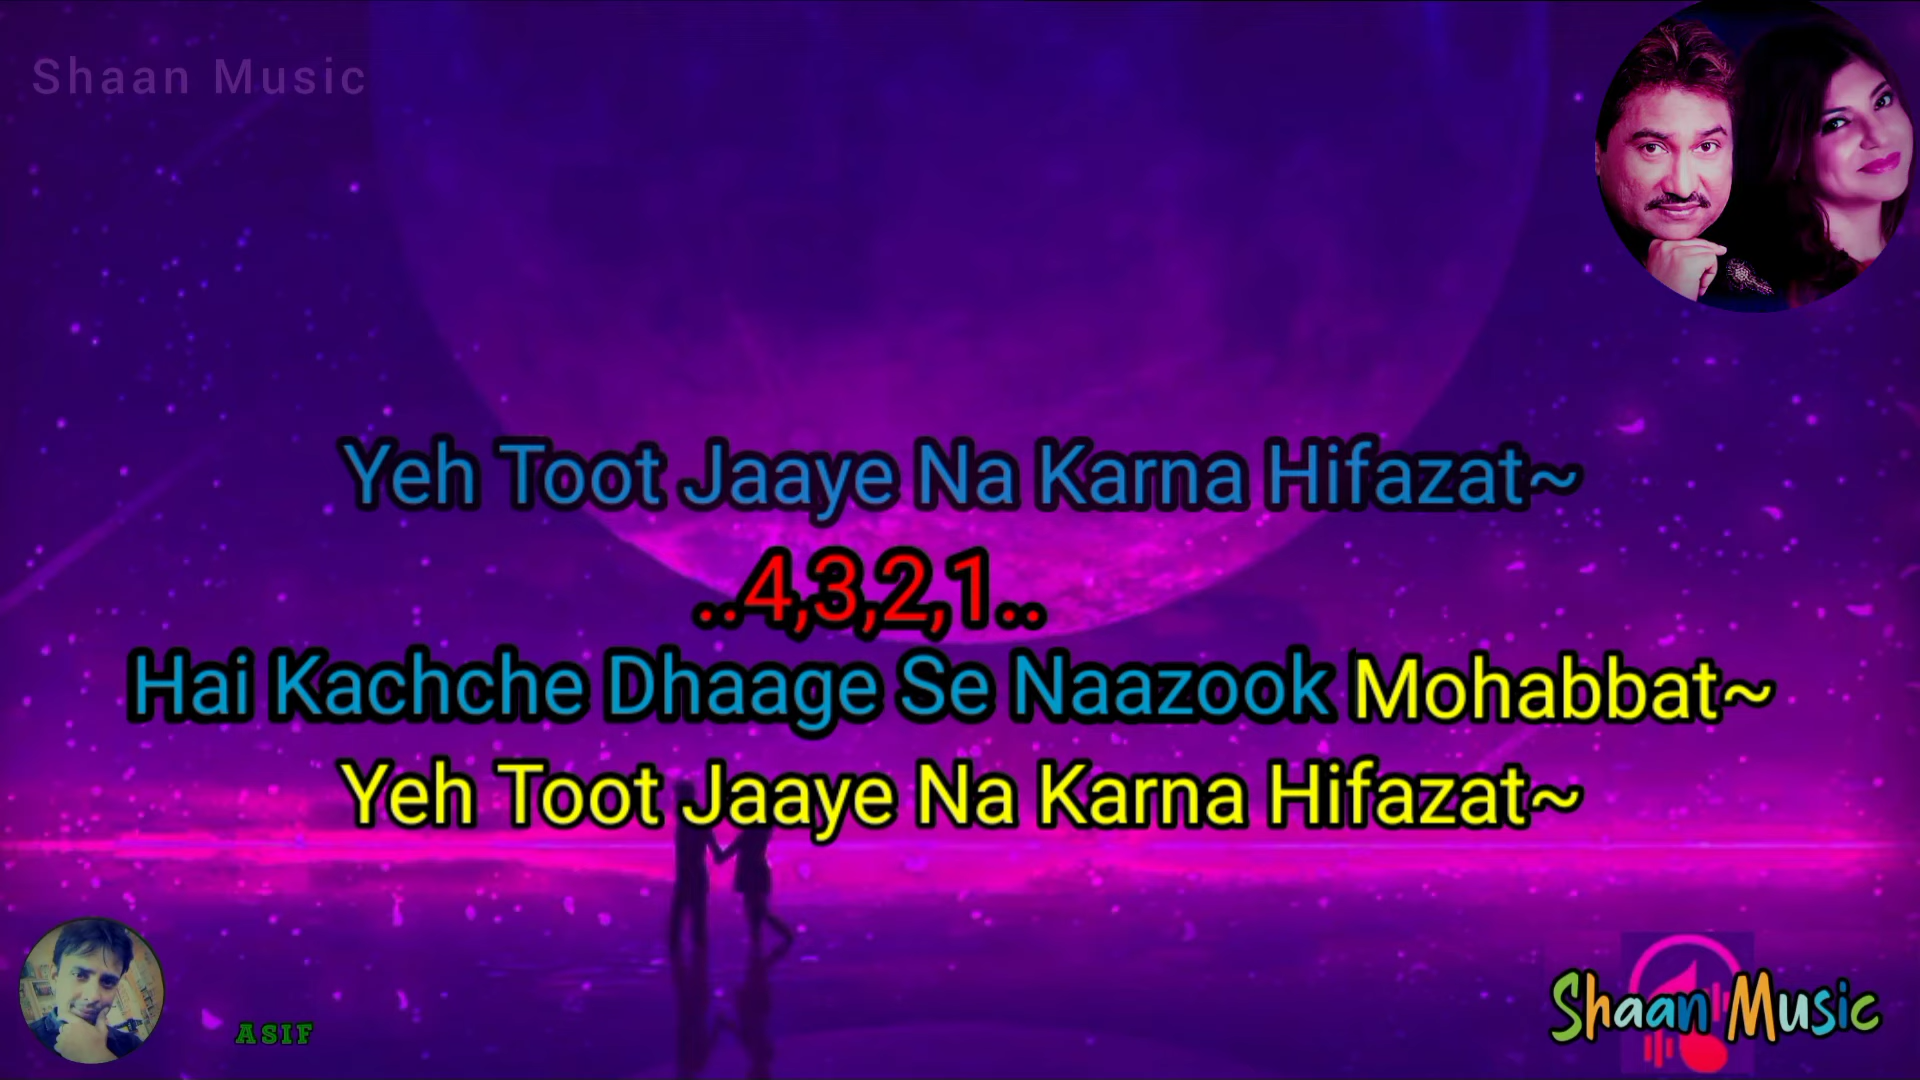 Shaan Music
Yeh Toot Jaaye Na Karna Hifazat~
..4,3,2,1..
Hai Kachche Dhaage Se Naazook Mohabbat~
Yeh Toot Jaaye Na Karna Hifazat~
ASIF
Shaan Music